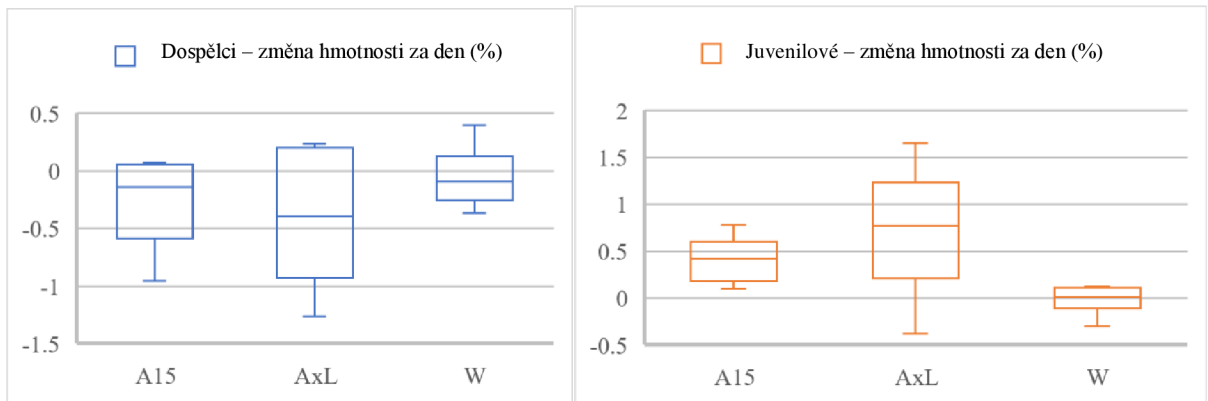 Dospělci – změna hmotnosti za den (%)
0.5
0
-0.5
-1
-1.5
A15 AxL W
Juvenilové – změna hmotnosti za den (%)
2
1.5
1
0.5
0
-0.5
A15 AxL W